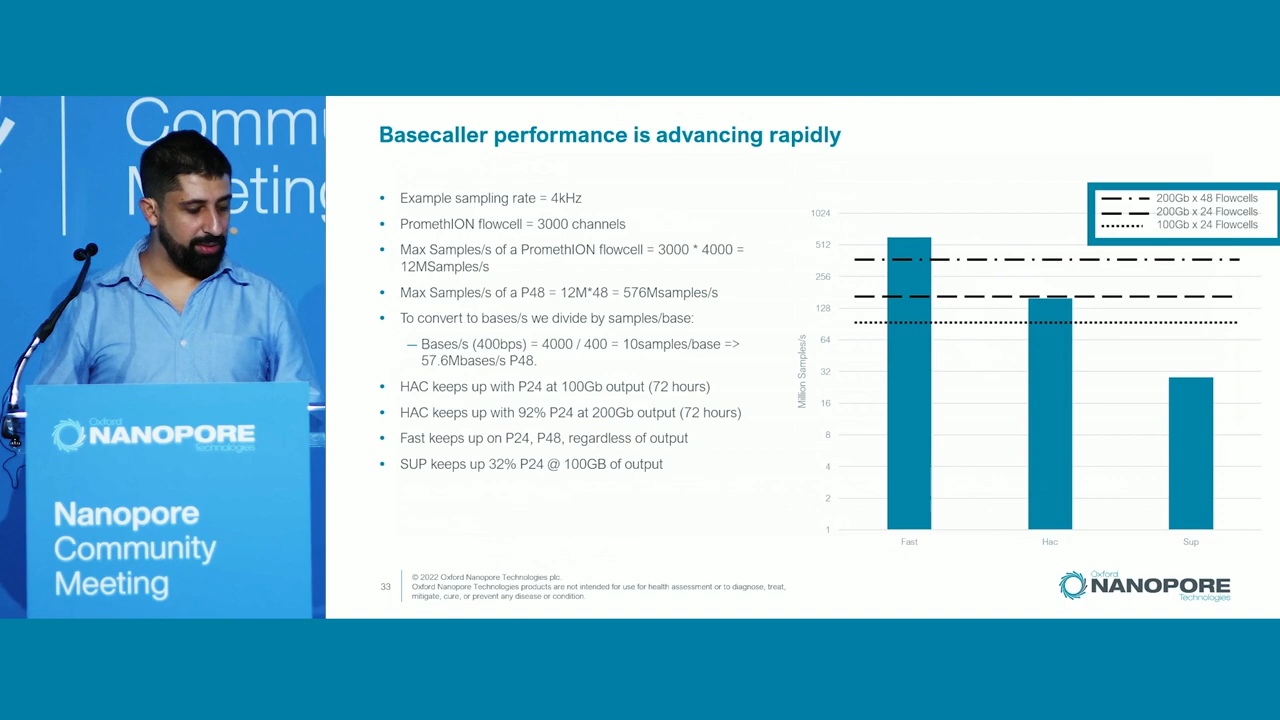 Commu
Meeting
Oxford
NANOPORE
Technologies
Nanopore
Community
Meeting
Basecaller performance is advancing rapidly
• Example sampling rate = 4kHz
• PromethION flowcell = 3000 channels
• Max Samples/s of a PromethION flowcell = 3000 * 4000 =
12MSamples/s
• Max Samples/s of a P48 = 12M*48 = 576Msamples/s
• To convert to bases/s we divide by samples/base:
— Bases/s (400bps) = 4000 / 400 = 10samples/base =>
57.6Mbases/s P48.
• HAC keeps up with P24 at 100Gb output (72 hours)
• HAC keeps up with 92% P24 at 200Gb output (72 hours)
• Fast keeps up on P24, P48, regardless of output
• SUP keeps up 32% P24 @ 100GB of output
200Gb x 48 Flowcells
200Gb x 24 Flowcells
100Gb x 24 Flowcells
Million Samples/s
1024
512
256
128
64
32
16
8
4
2
1
Fast Hac Sup
33
© 2022 Oxford Nanopore Technologies plc.
Oxford Nanopore Technologies products are not intended for use for health assessment or to diagnose, treat,
mitigate, cure, or prevent any disease or condition.
Oxford
NANOPORE
Technologies